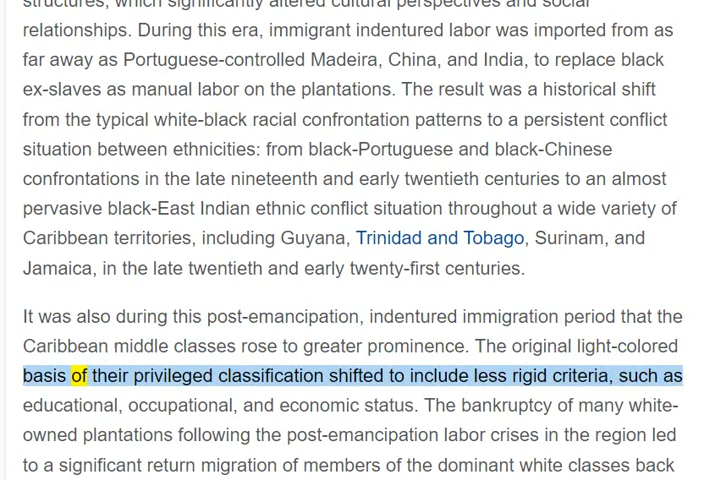 structures, which significantly altered cultural perspectives and social
relationships. During this era, immigrant indentured labor was imported from as
far away as Portuguese-controlled Madeira, China, and India, to replace black
ex-slaves as manual labor on the plantations. The result was a historical shift
from the typical white-black racial confrontation patterns to a persistent conflict
situation between ethnicities: from black-Portuguese and black-Chinese
confrontations in the late nineteenth and early twentieth centuries to an almost
pervasive black-East Indian ethnic conflict situation throughout a wide variety of
Caribbean territories, including Guyana, Trinidad and Tobago, Surinam, and
Jamaica, in the late twentieth and early twenty-first centuries.
It was also during this post-emancipation, indentured immigration period that the
Caribbean middle classes rose to greater prominence. The original light-colored
basis of their privileged classification shifted to include less rigid criteria, such as
educational, occupational, and economic status. The bankruptcy of many white-
owned plantations following the post-emancipation labor crises in the region led
to a significant return migration of members of the dominant white classes back